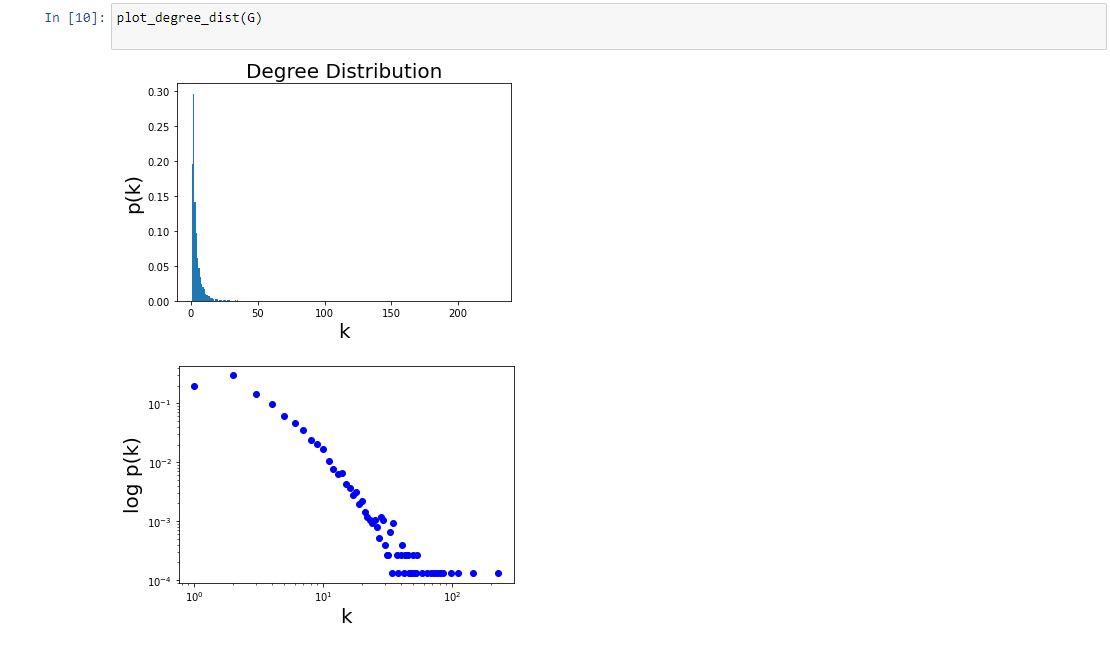 In [10]: plot_degree_dist(G)
Degree Distribution
0.30
0.25
0.20
0.15
0.10
0.05
0.00
p(k)
0 50 100 150 200
k
10⁻¹
10⁻²
10⁻³
10⁻⁴
log p(k)
10⁰ 10¹ 10²
k